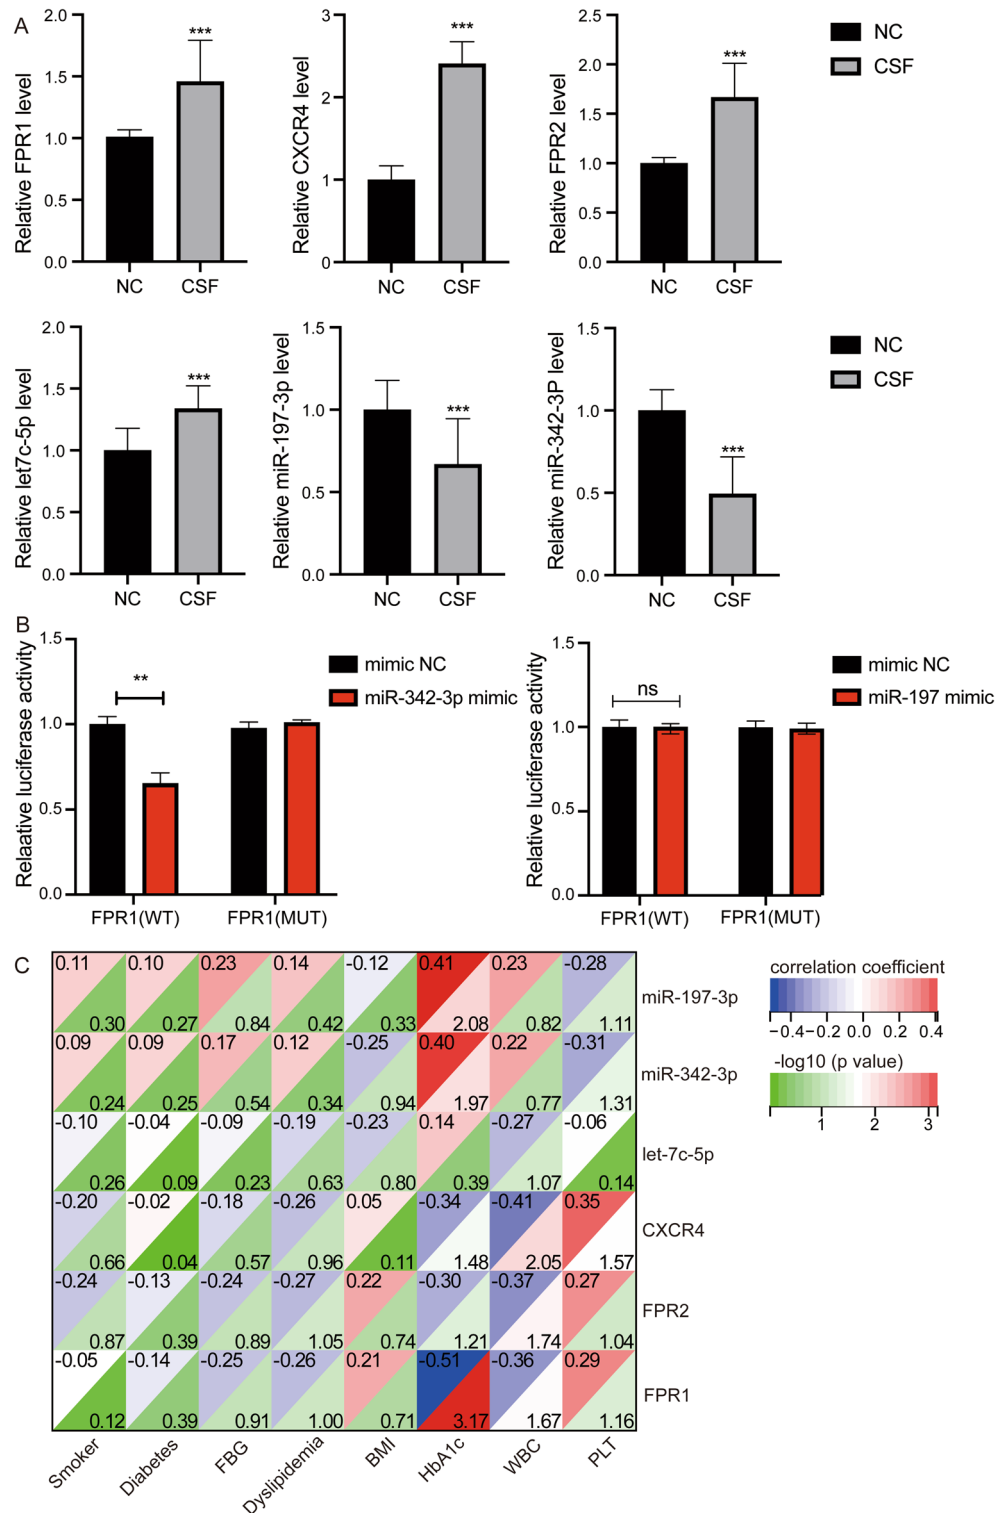 A
Relative FPR1 level
2.0
1.5
1.0
0.5
0.0
***
NC
CSF
Relative CXCR4 level
3
2
1
0
***
NC
CSF
Relative FPR2 level
2.5
2.0
1.5
1.0
0.5
0.0
***
NC
CSF
NC
CSF
Relative let7c-5p level
2.0
1.5
1.0
0.5
0.0
***
NC
CSF
Relative miR-197-3p level
1.5
1.0
0.5
0.0
***
NC
CSF
Relative miR-342-3P level
1.5
1.0
0.5
0.0
***
NC
CSF
NC
CSF
B
Relaative luciferase activity
1.5
1.0
0.5
0.0
**
FPR1(WT)
FPR1(MUT)
mimic NC
miR-342-3p mimic
Relative luciferase activity
1.5
1.0
0.5
0.0
ns
FPR1(WT)
FPR1(MUT)
mimic NC
miR-197 mimic
C
0.11 0.10 0.23 0.14 -0.12 0.41 0.23 -0.28
miR-197-3p
0.30 0.27 0.84 0.42 0.33 2.08 0.82 1.11
0.09 0.09 0.17 0.12 -0.25 0.40 0.22 -0.31
miR-342-3p
0.24 0.25 0.54 0.34 0.94 1.97 0.77 1.31
-0.10 -0.04 -0.09 -0.19 -0.23 0.14 -0.27 -0.06
let-7c-5p
0.26 0.09 0.23 0.63 0.80 0.39 1.07 0.14
-0.20 -0.02 -0.18 -0.26 0.05 -0.34 -0.41 0.35
CXCR4
0.66 0.04 0.57 0.96 0.11 1.48 2.05 1.57
-0.24 -0.13 -0.24 -0.27 0.22 -0.30 -0.37 0.27
FPR2
0.87 0.39 0.89 1.05 0.74 1.21 1.74 1.04
-0.05 -0.14 -0.25 -0.26 0.21 -0.51 -0.36 0.29
FPR1
0.12 0.39 0.91 1.00 0.71 3.17 1.67 1.16
Smoker
Diabetes
FBG
Dyslipidemia
BMI
HbA1c
WBC
PLT
correlation coefficient
−0.4 −0.2 0.0 0.2 0.4
-log10 (p value)
1 2 3